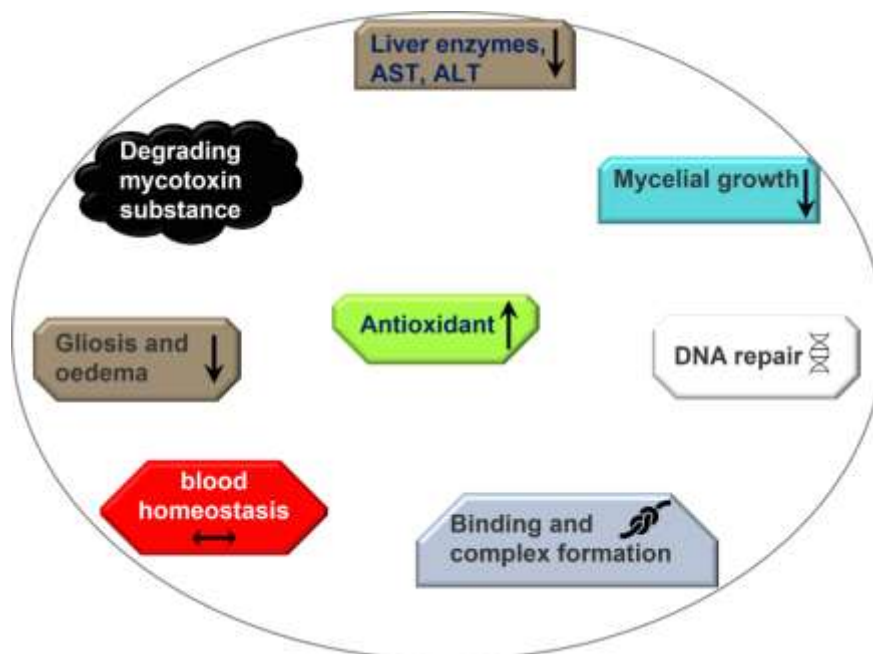 Liver enzymes,
AST, ALT
Degrading
mycotoxin
substance
Mycelial growth
Antioxidant
Gliosis and
oedema
DNA repair
blood
homeostasis
Binding and
complex formation